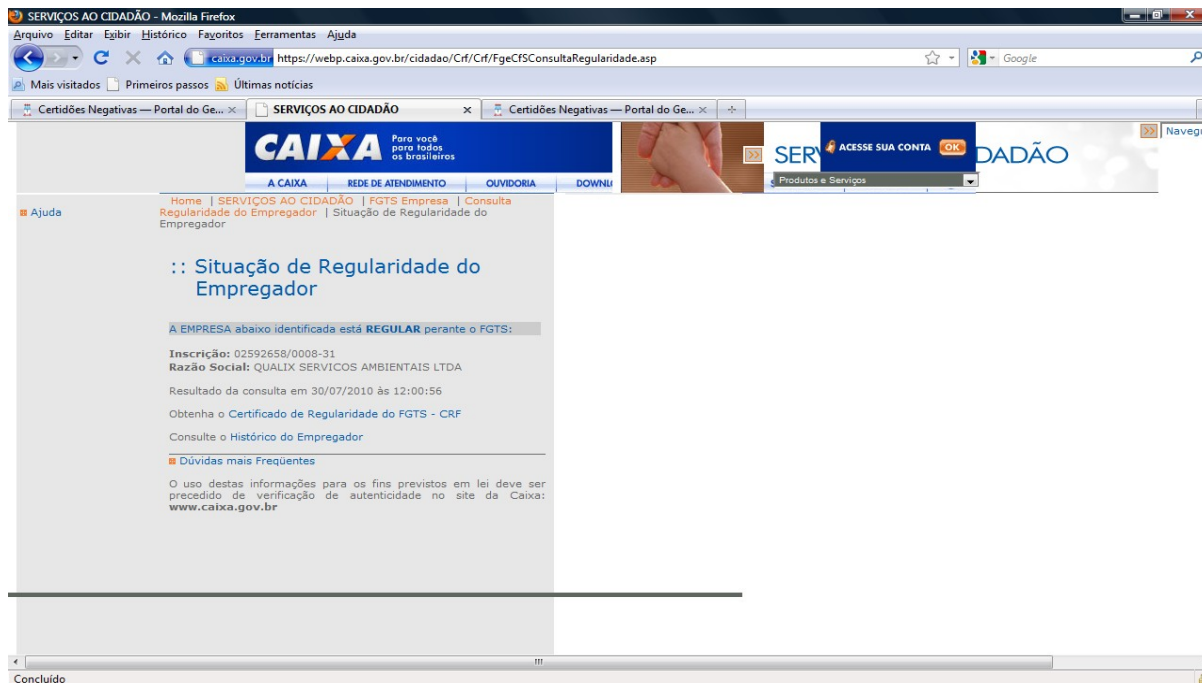 SERVIÇOS AO CIDADÃO - Mozilla Firefox
Arquivo Editar Exibir Histórico Favoritos Ferramentas Ajuda
caixa.gov.br https://webp.caixa.gov.br/cidadao/Crf/Crf/FgeCfSConsultaRegularidade.asp
Google
Mais visitados Primeiros passos Últimas notícias
Certidões Negativas — Portal do Ge... SERVIÇOS AO CIDADÃO Certidões Negativas — Portal do Ge...
CAIXA
Para você
para todos
os brasileiros
ACESSE SUA CONTA OK
DADÃO
Naveg
A CAIXA REDE DE ATENDIMENTO OUVIDORIA
Produtos e Serviços
Ajuda
Home | SERVIÇOS AO CIDADÃO | FGTS Empresa | Consulta
Regularidade do Empregador | Situação de Regularidade do
Empregador
:: Situação de Regularidade do
Empregador
A EMPRESA abaixo identificada está REGULAR perante o FGTS:
Inscrição: 02592658/0008-31
Razão Social: QUALIX SERVICOS AMBIENTAIS LTDA
Resultado da consulta em 30/07/2010 às 12:00:56
Obtenha o Certificado de Regularidade do FGTS - CRF
Consulte o Histórico do Empregador
Dúvidas mais Freqüentes
O uso destas informações para os fins previstos em lei deve ser
precedido de verificação de autenticidade no site da Caixa:
www.caixa.gov.br
Concluído